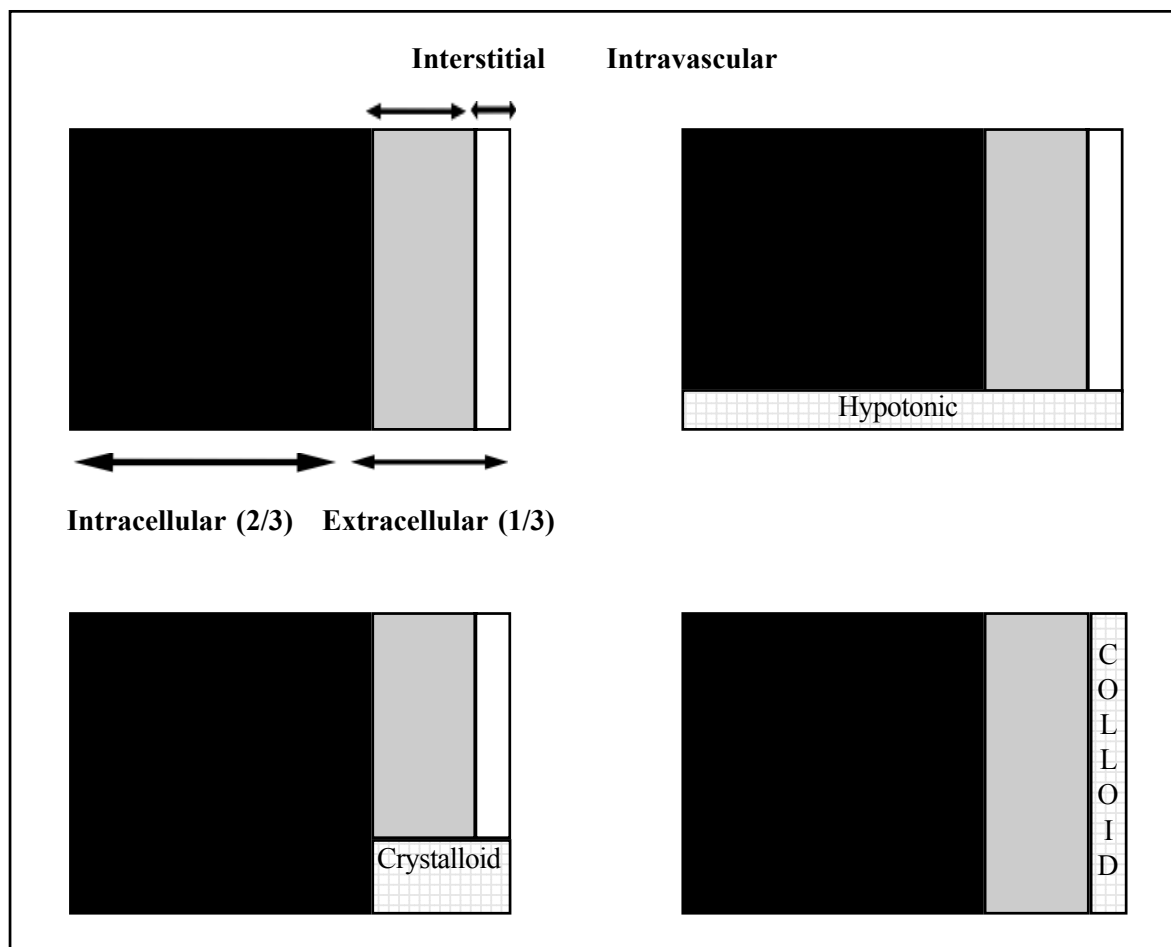 Interstitial Intravascular
Hypotonic
Intracellular (2/3) Extracellular (1/3)
Crystalloid
C
O
L
L
O
I
D